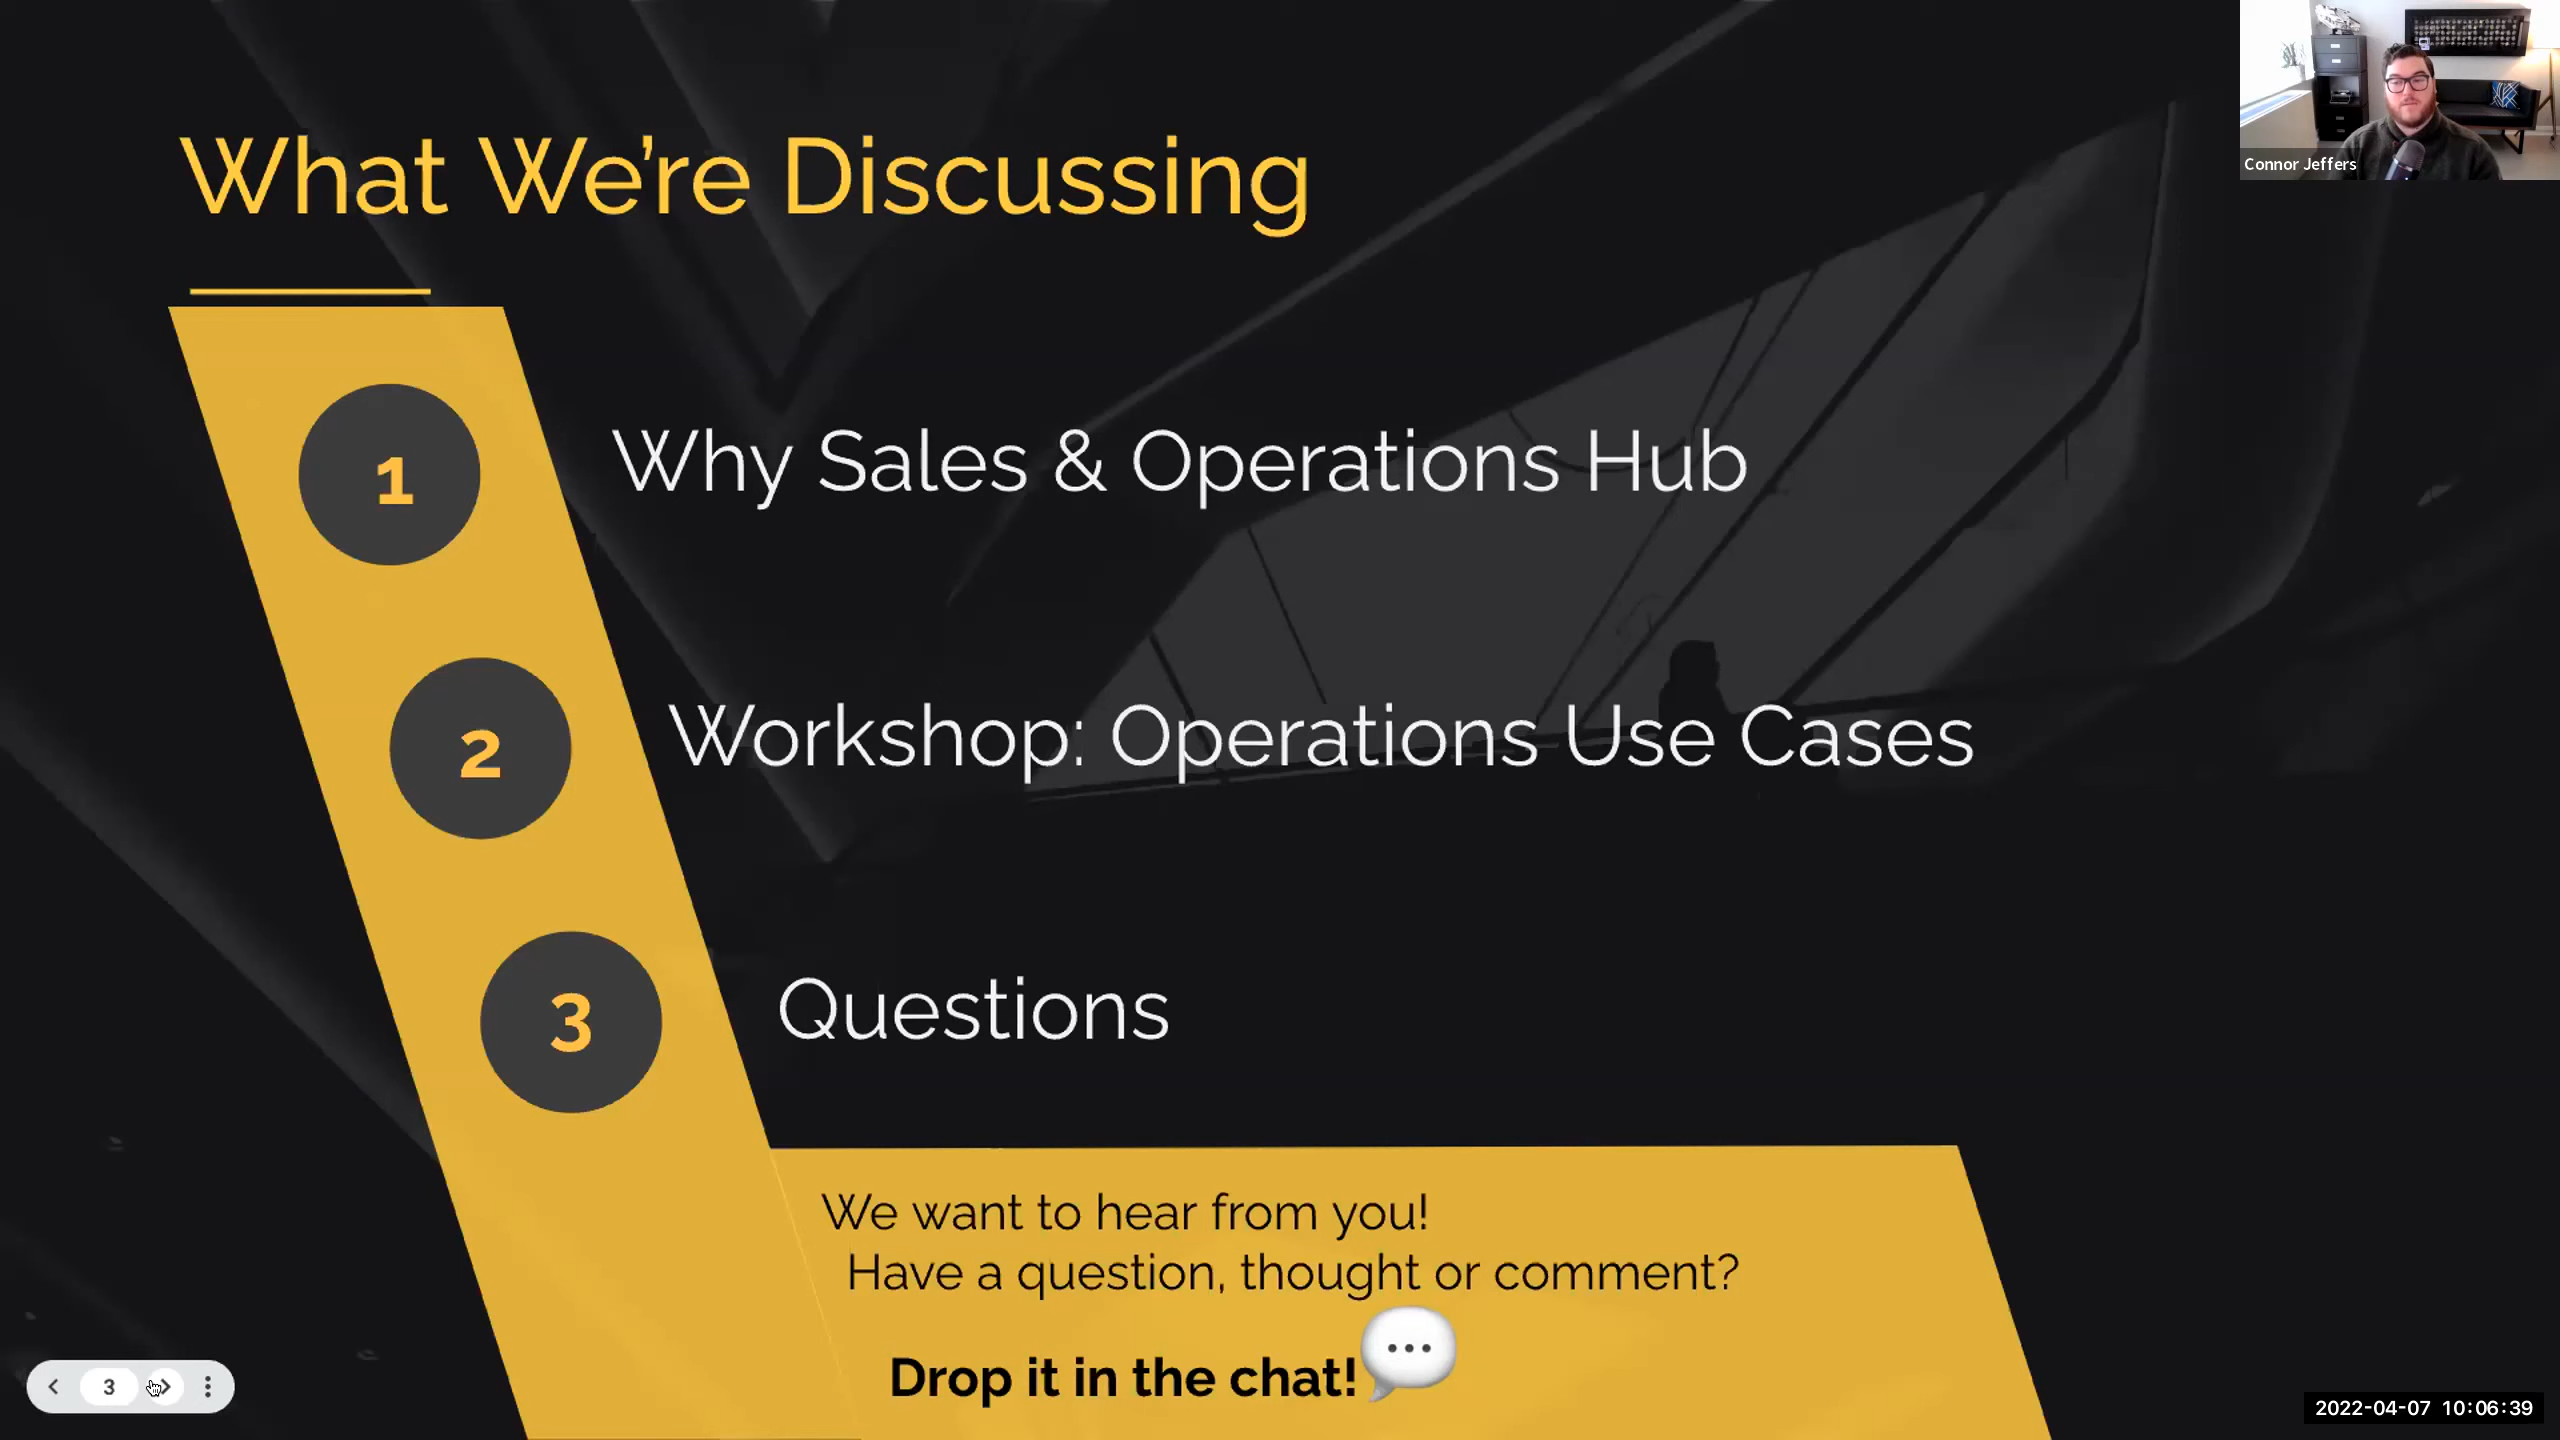 What We’re Discussing
Connor Jeffers
1
Why Sales & Operations Hub
2
Workshop: Operations Use Cases
3
Questions
We want to hear from you!
Have a question, thought or comment?
Drop it in the chat!
3
2022-04-07 10:06:39